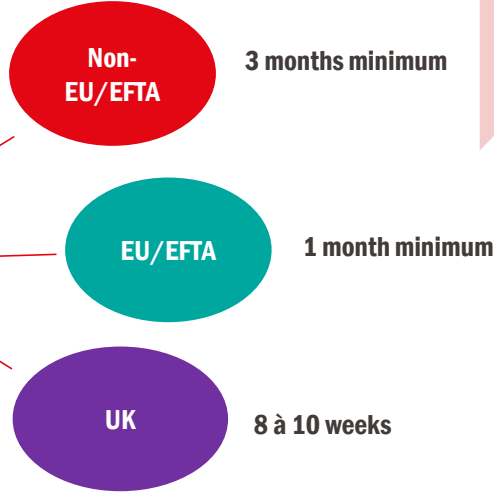 Non-
EU/EFTA
3 months minimum
EU/EFTA
1 month minimum
UK
8 à 10 weeks